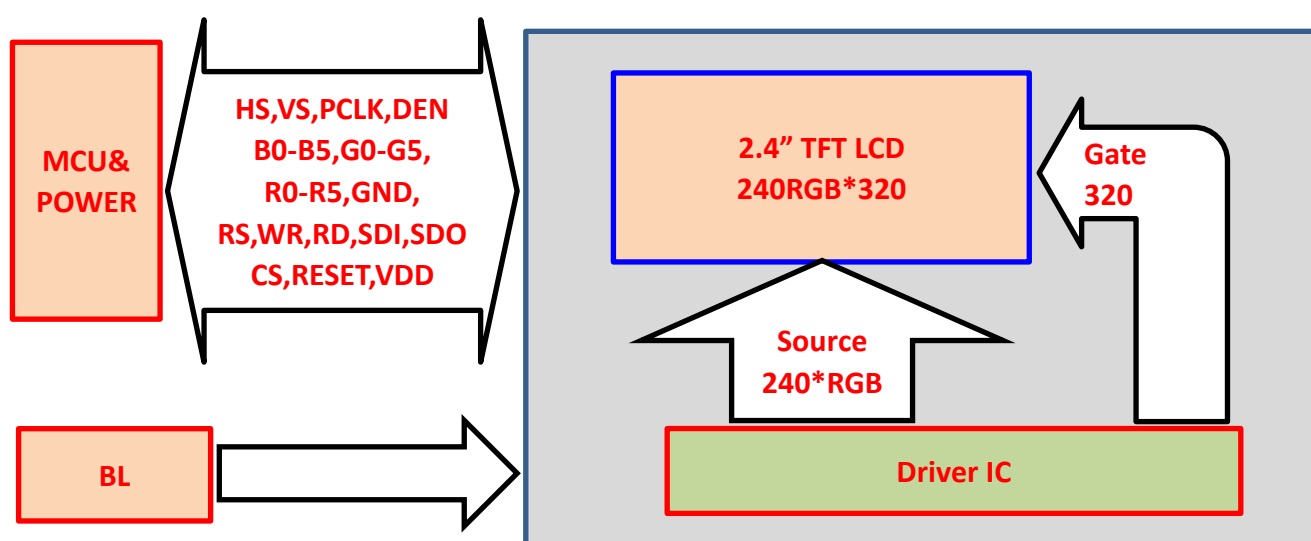 MCU&
POWER
HS,VS,PCLK,DEN
B0-B5,G0-G5,
R0-R5,GND,
RS,WR,RD,SDI,SDO
CS,RESET,VDD
2.4” TFT LCD
240RGB*320
Gate
320
Source
240*RGB
BL
Driver IC